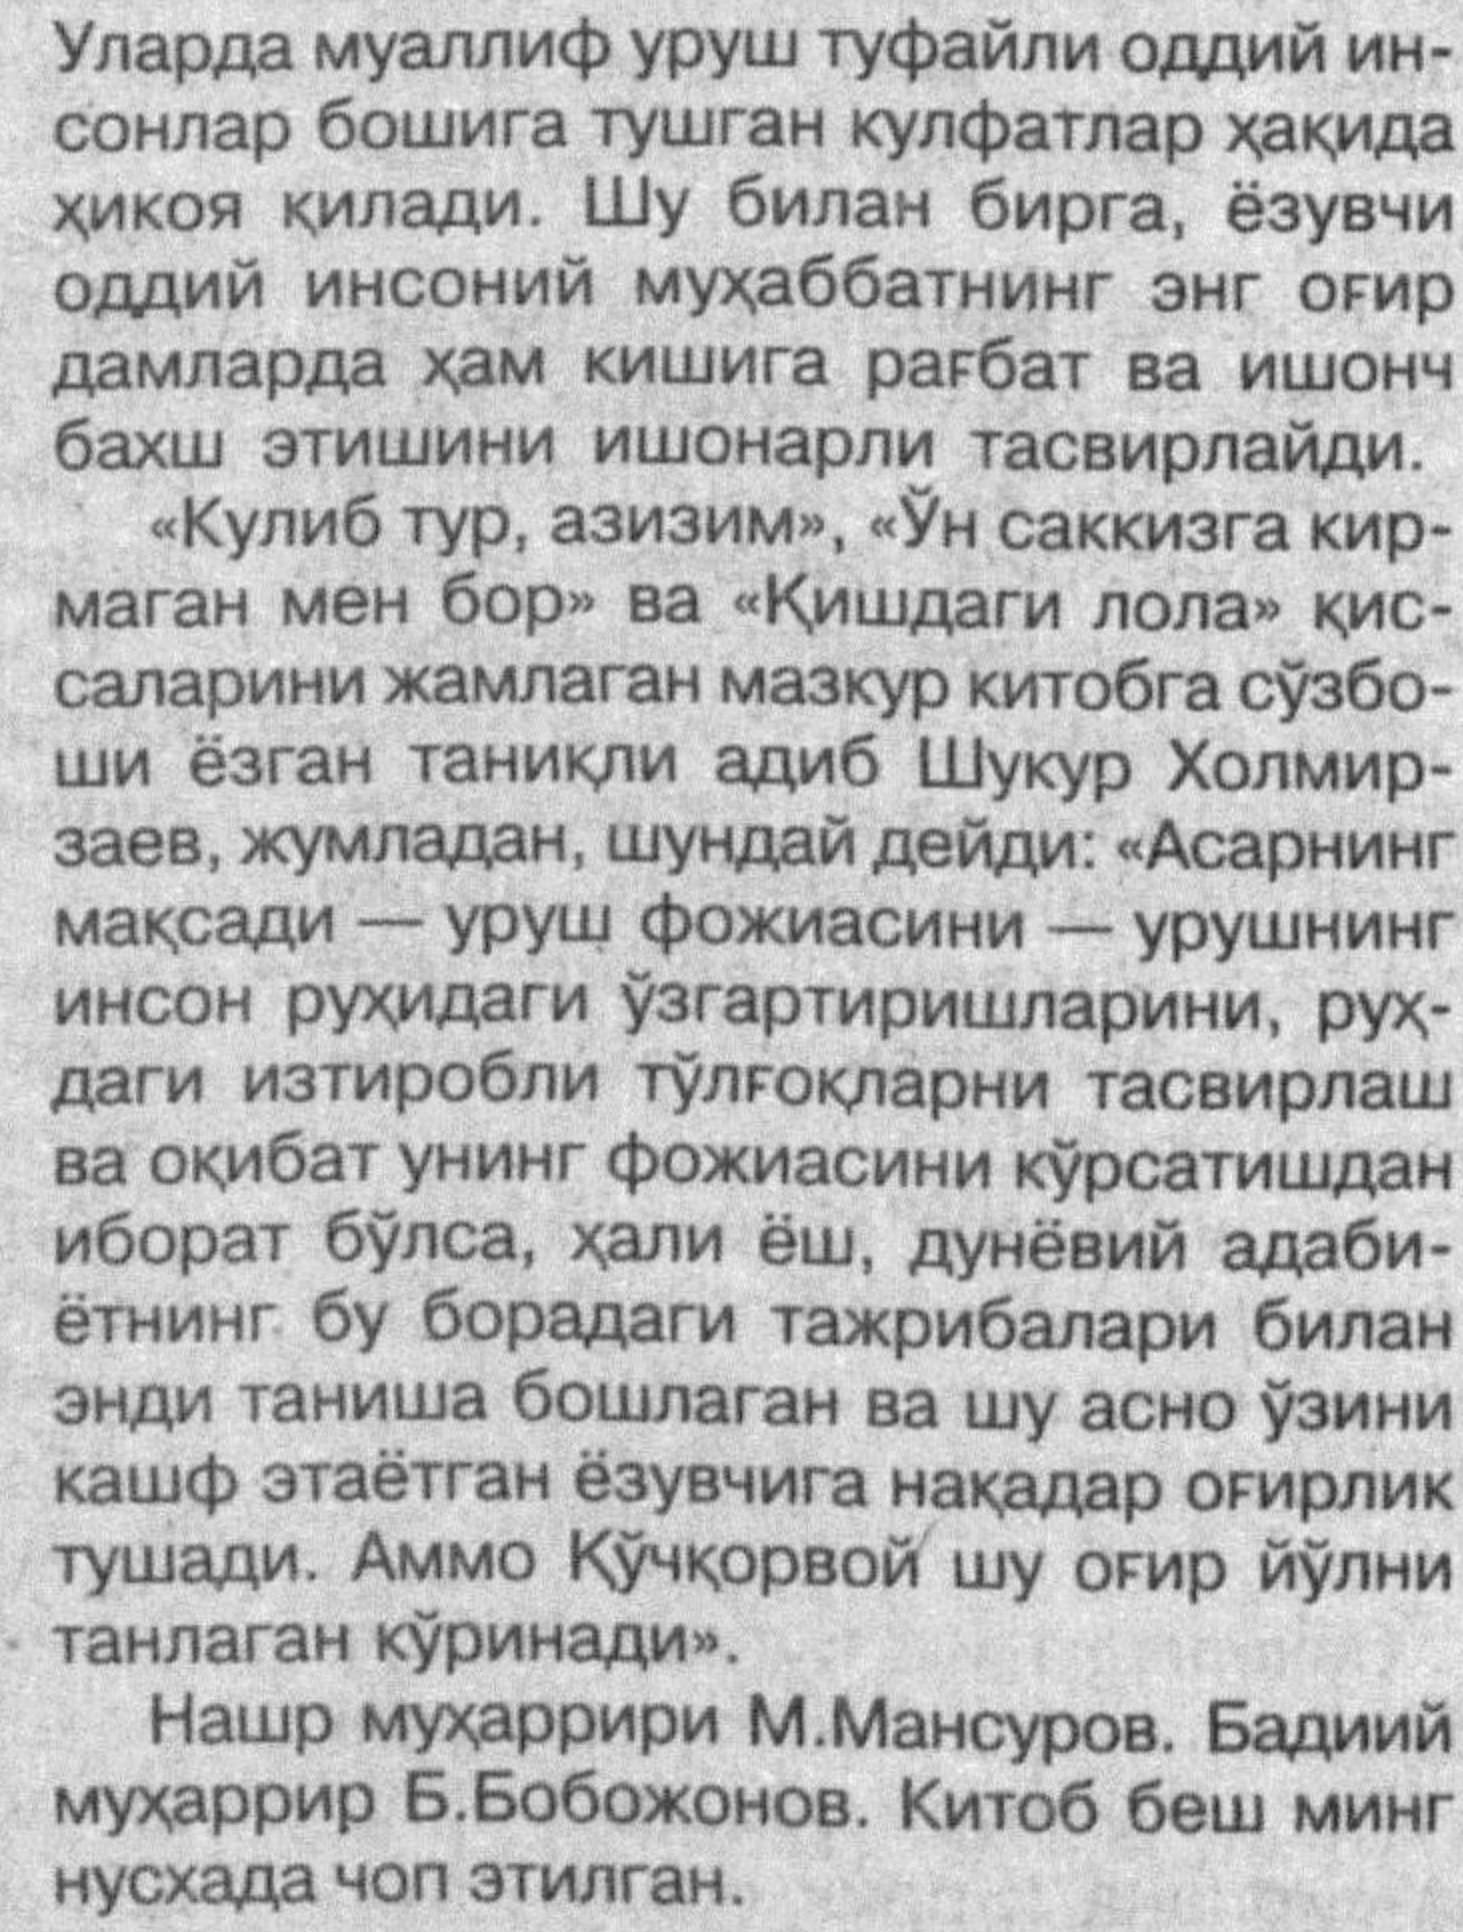 Уларда муаллиф уруш туфайли оддий ин-
сонлар бошига тушган кулфатлар ҳақида
ҳикоя қилади. Шу билан бирга, ёзувчи
оддий инсоний муҳаббатнинг энг оғир
дамларда ҳам кишига рағбат ва ишонч
бахш этишини ишонарли тасвирлайди.
«Кулиб тур, азизим», «Ўн саккизга кир-
маган мен бор» ва «Қишдаги лола» қис-
саларини жамлаган мазкур китобга сўзбо-
ши ёзган таниқли адиб Шукур Холмир-
заев, жумладан, шундай дейди: «Асарнинг
мақсади — уруш фожиасини — урушнинг
инсон руҳидаги ўзгартиришларини, руҳ-
даги изтиробли тўлғоқларни тасвирлаш
ва оқибат унинг фожиасини кўрсатишдан
иборат бўлса, ҳали ёш, дунёвий адаби-
ётнинг бу борадаги тажрибалари билан
энди таниша бошлаган ва шу асно ўзини
кашф этаётган ёзувчига нақадар оғирлик
тушади. Аммо Қўчқорвой шу оғир йўлни
танлаган кўринади».
Нашр муҳаррири М.Мансуров. Бадиий
муҳаррир Б.Бобожонов. Китоб беш минг
нусхада чоп этилган.